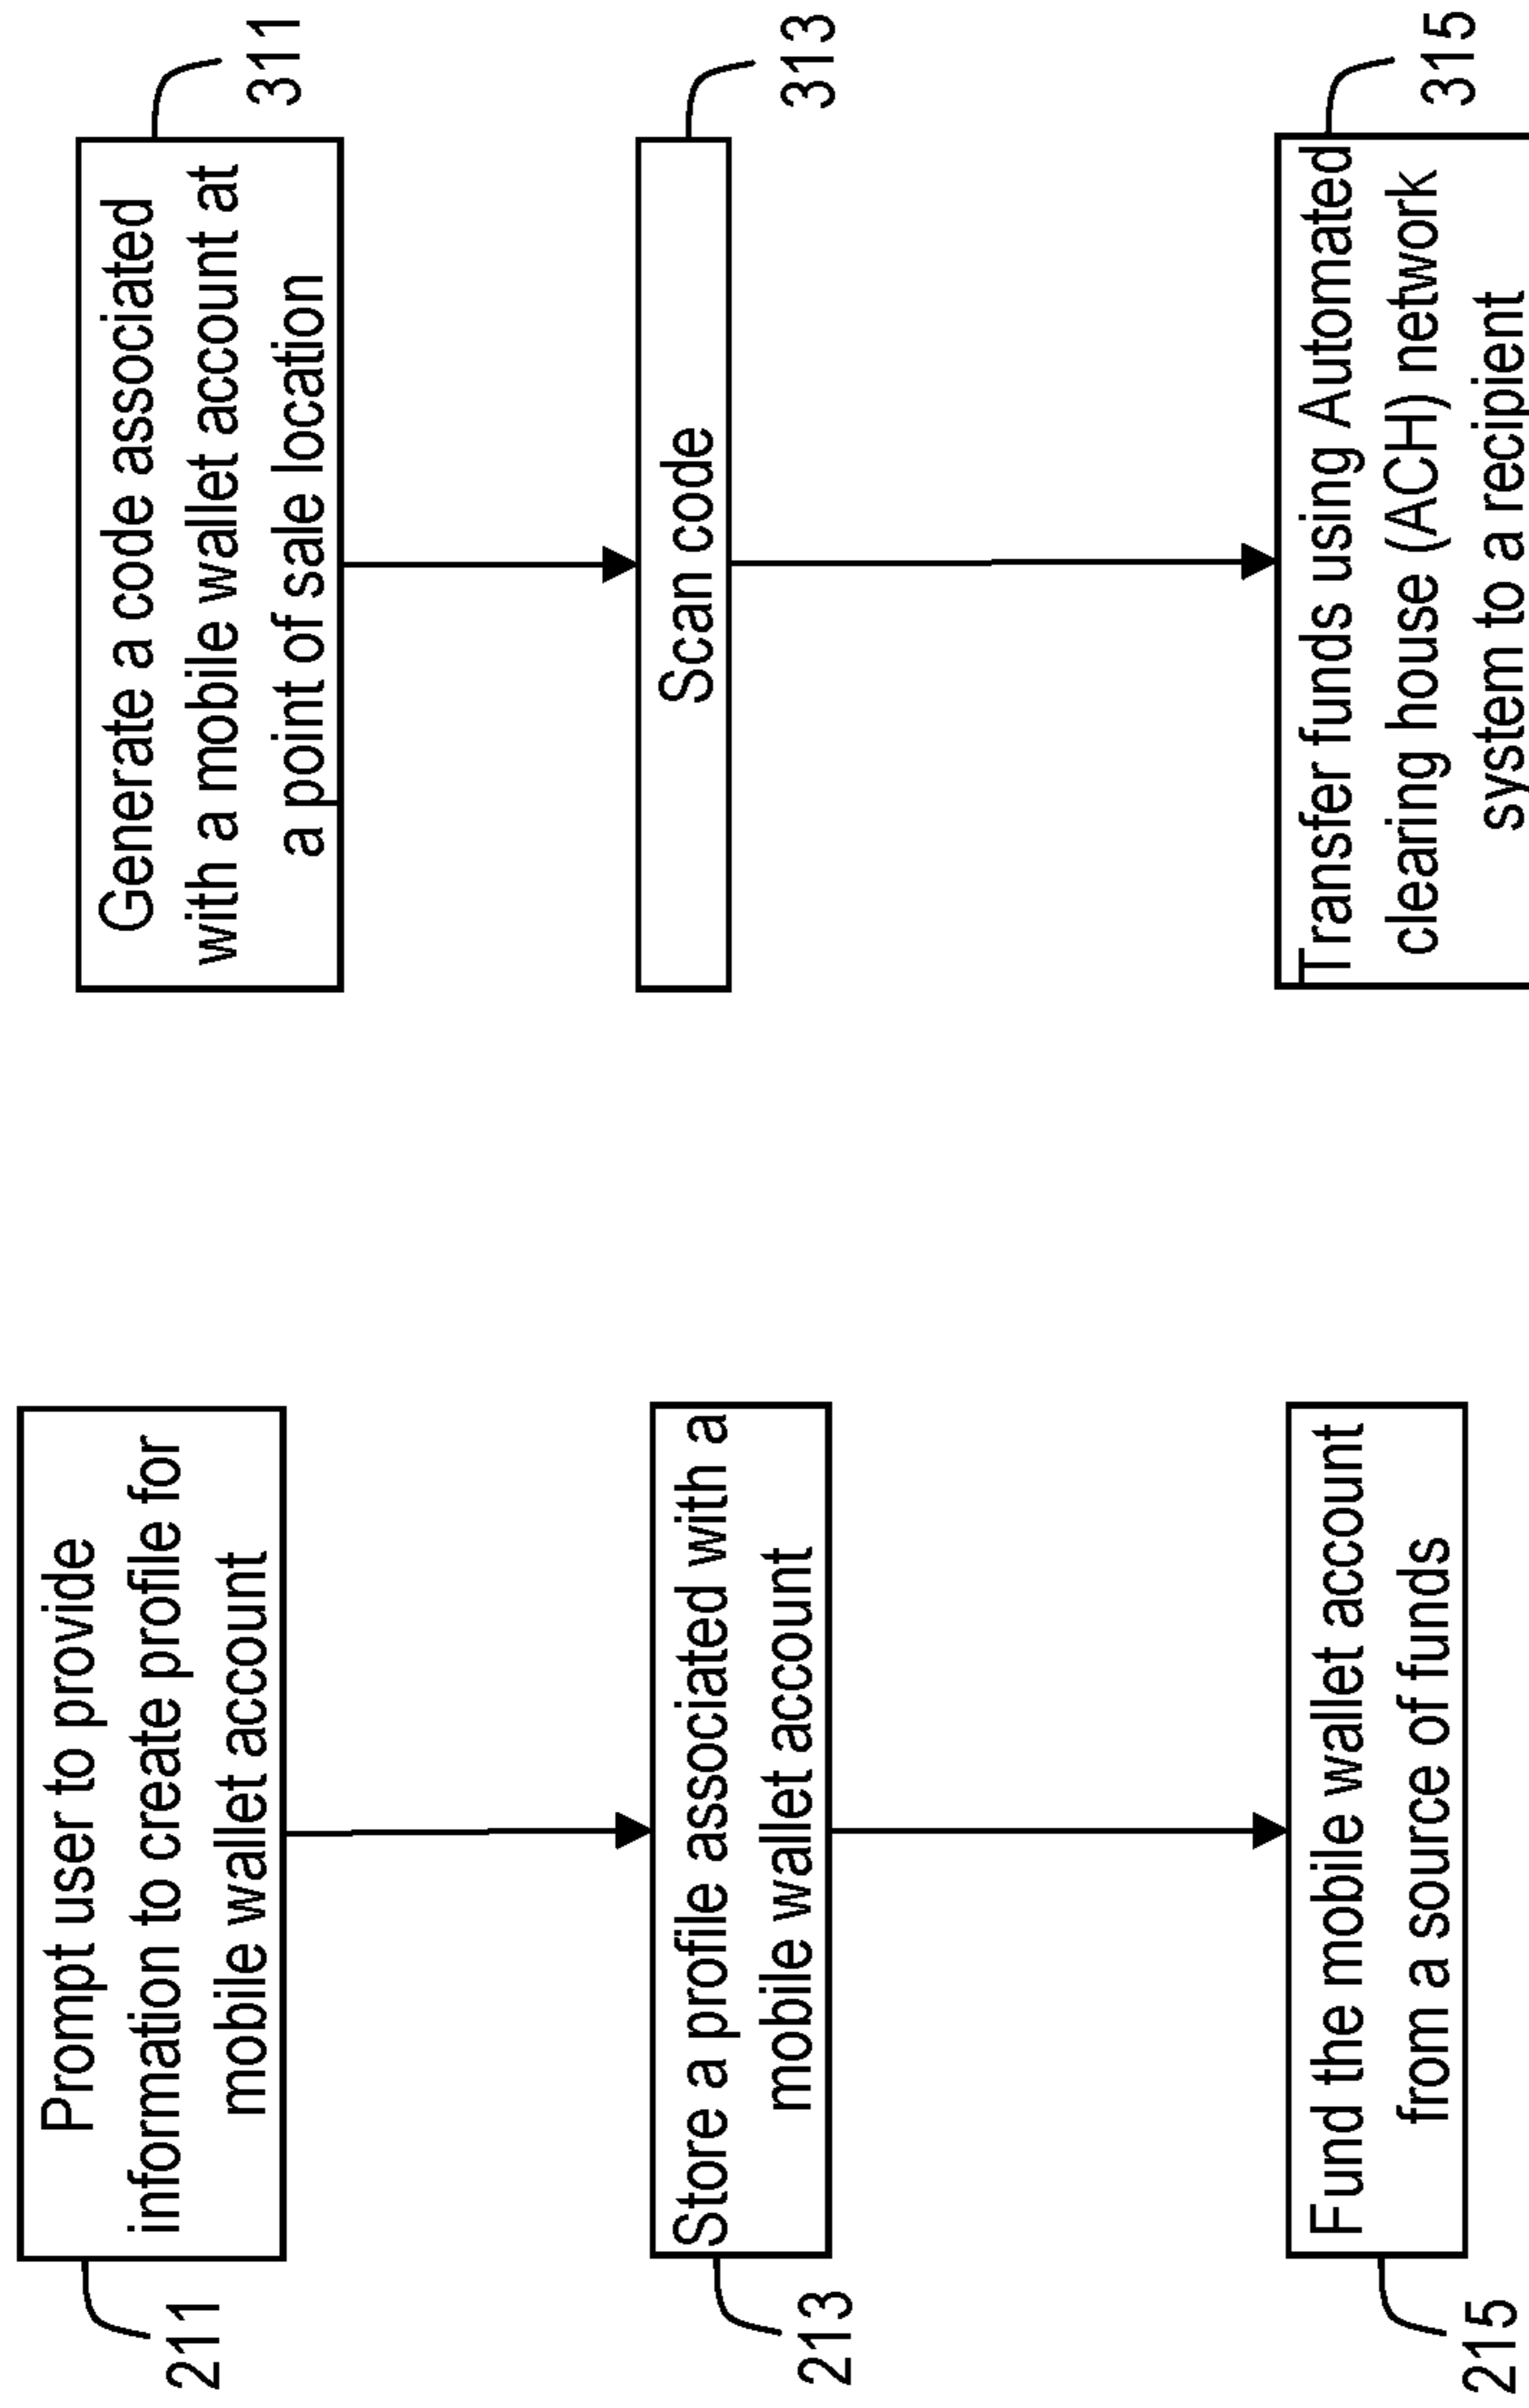 211
Prompt user to provide
information to create profile for
mobile wallet account
213
Store a profile associated with a
mobile wallet account
215
Fund the mobile wallet account
from a source of funds
311
Generate a code associated
with a mobile wallet account at
a point of sale location
313
Scan code
315
Transfer funds using Automated
clearing house (ACH) network
system to a recipient